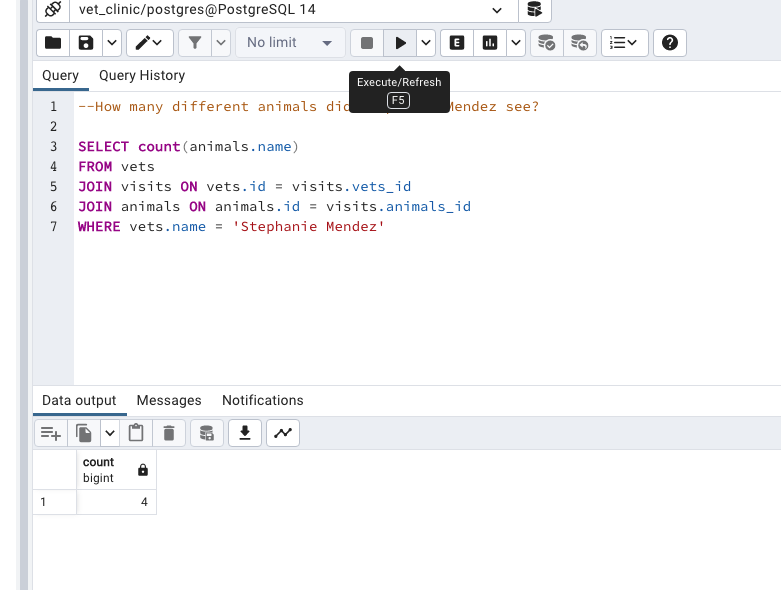 vet_clinic/postgres@PostgreSQL 14
No limit
E
Query Query History
Execute/Refresh
F5
1 --How many different animals did Mendez see?
2
3 SELECT count(animals.name)
4 FROM vets
5 JOIN visits ON vets.id = visits.vets_id
6 JOIN animals ON animals.id = visits.animals_id
7 WHERE vets.name = 'Stephanie Mendez'
Data output Messages Notifications
count
bigint
1 4